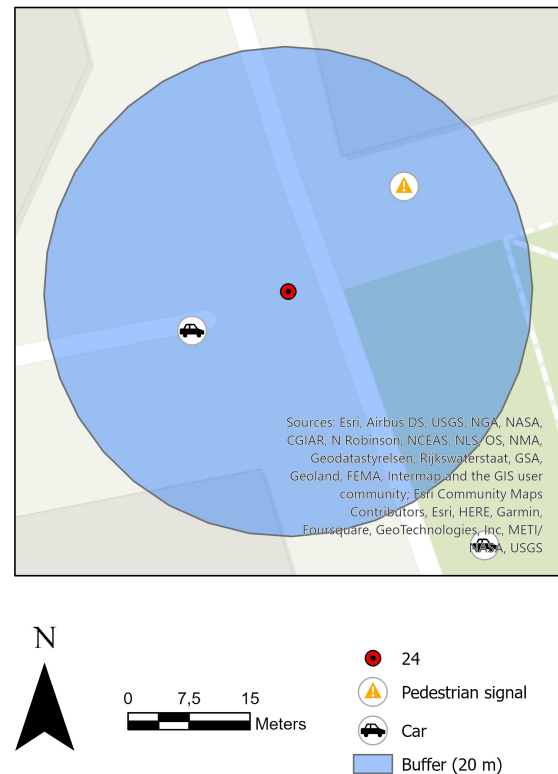 Sources: Esri, Airbus DS, USGS, NGA, NASA,
CGIAR, N Robinson, NCEAS, NLS, OS, NMA,
Geodatastyrelsen, Rijkswaterstaat, GSA,
Geoland, FEMA, Intermap and the GIS user
community; Esri Community Maps
Contributors, Esri, HERE, Garmin,
Foursquare, GeoTechnologies, Inc, METI/
NASA, USGS
N
0 7,5 15
Meters
24
Pedestrian signal
Car
Buffer (20 m)